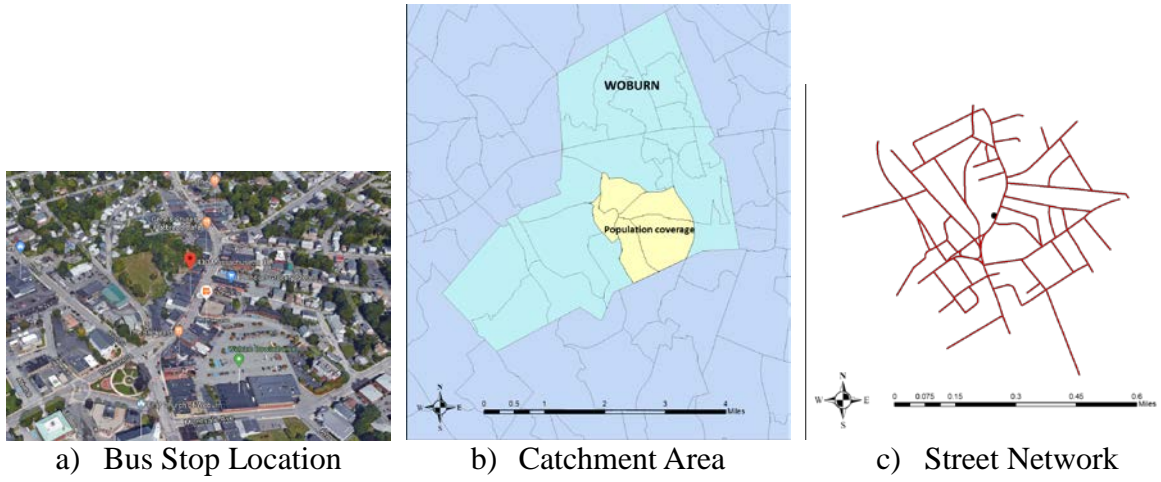 WOBURN
Population coverage
N
W E
S
0 0.5 1 2 3 4
Miles
N
W E
S
0 0.075 0.15 0.3 0.45 0.6
Miles
a) Bus Stop Location
b) Catchment Area
c) Street Network